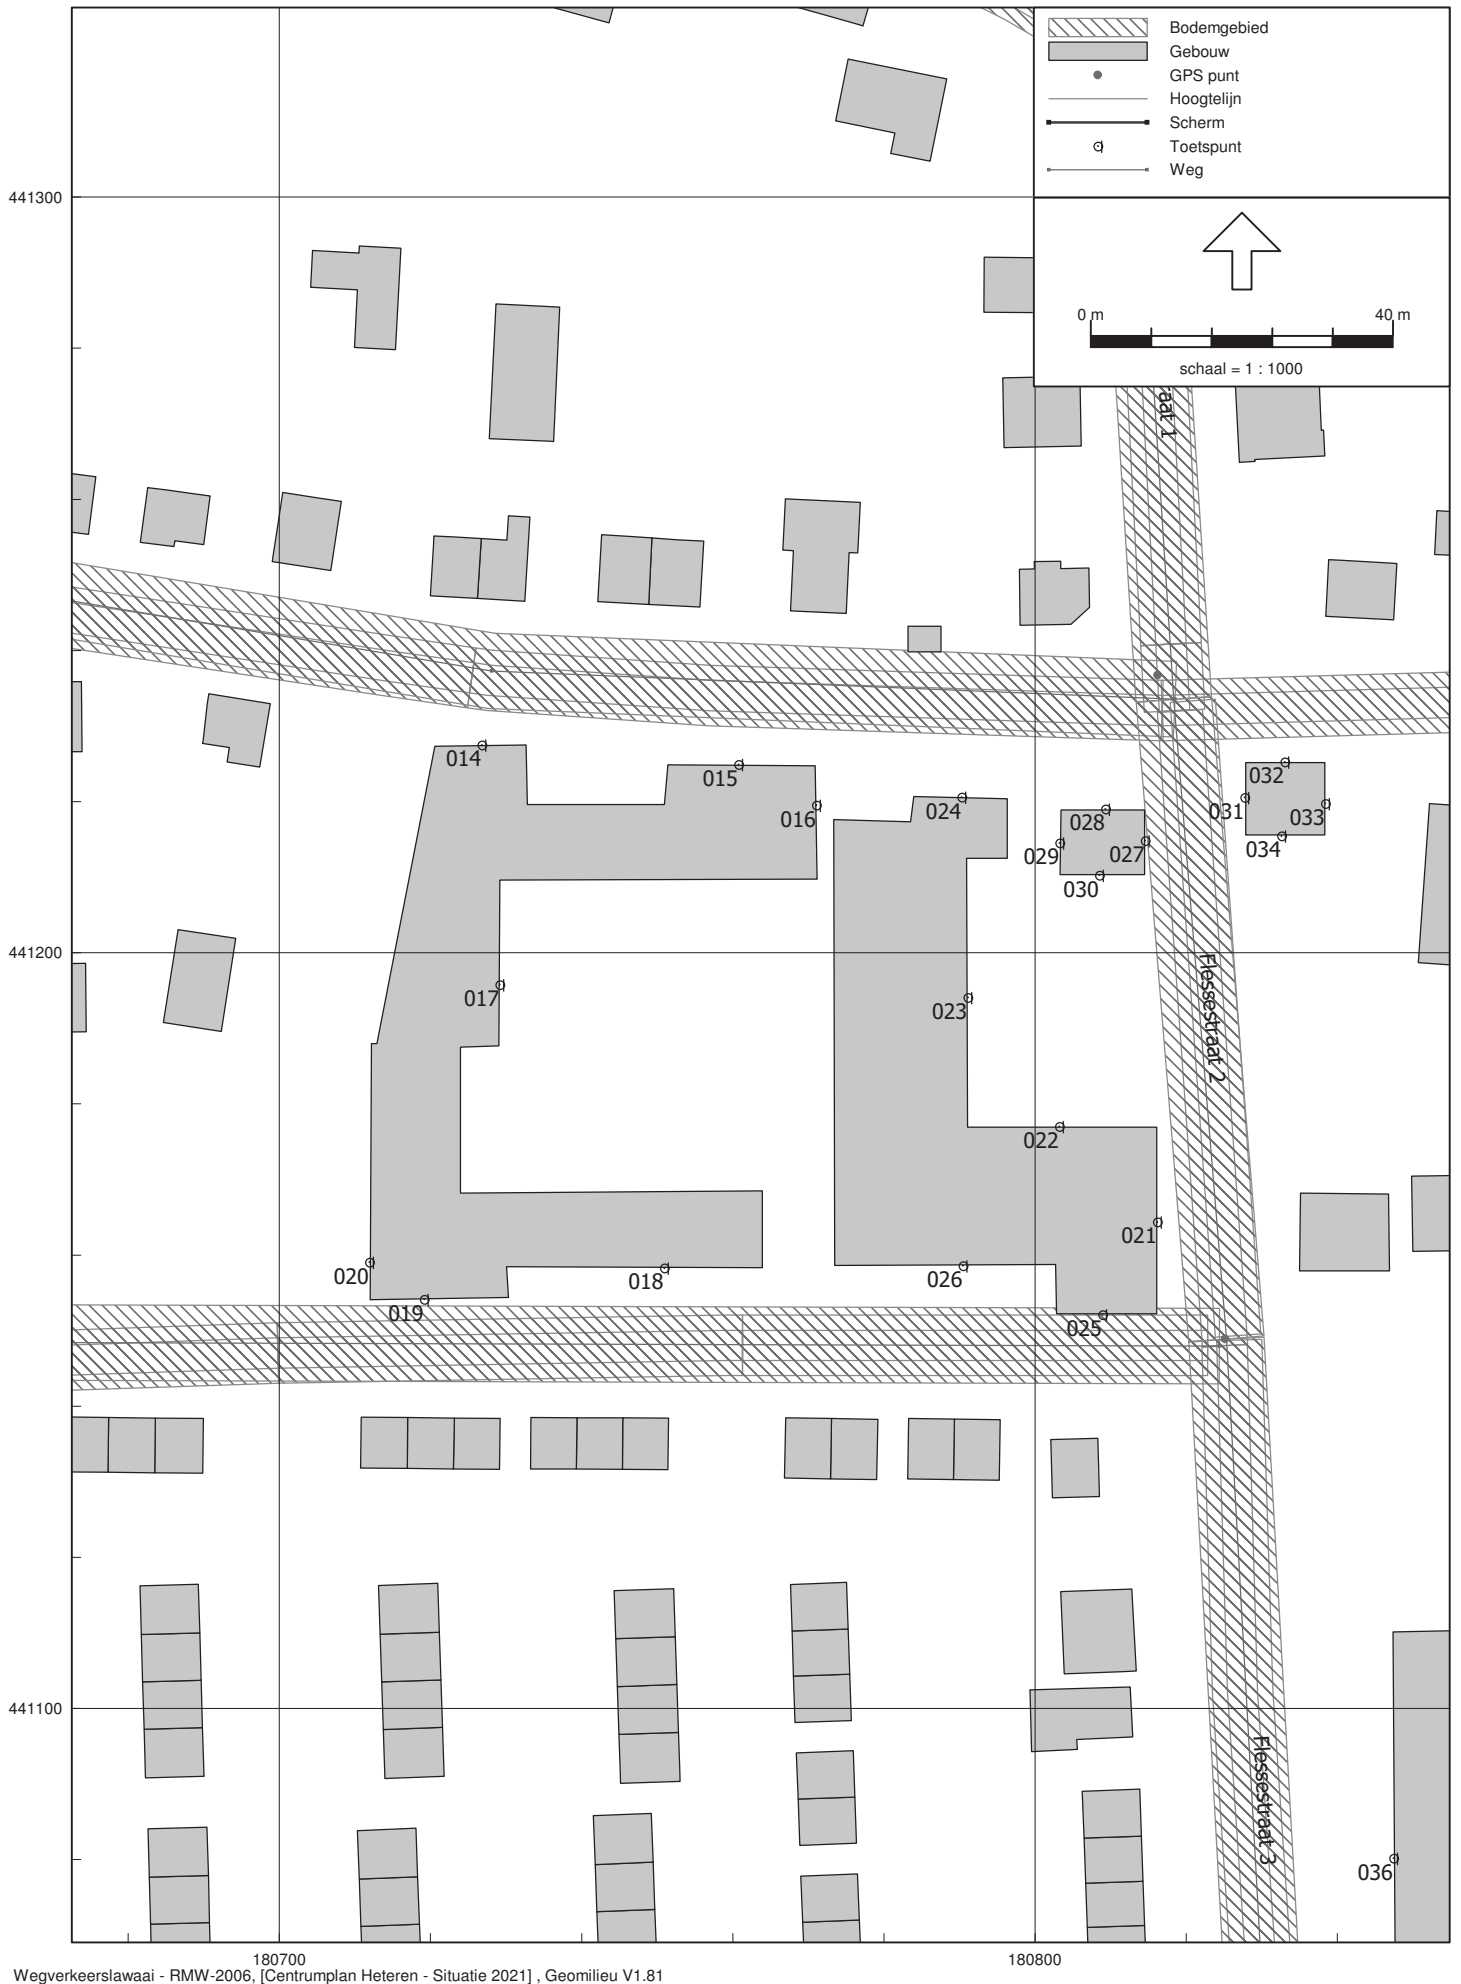 Bodemgebied
Gebouw
GPS punt
Hoogtelijn
Scherm
Toetspunt
Weg
441300
0 m 40 m
schaal = 1 : 1000
raat 1
014
015
016
024
028
029
027
030
032
031
033
034
441200
017
023
Flessestraat 2
022
021
020
018
026
019
025
441100
Flessestraat 3
036
180700 180800
Wegverkeerslawaai - RMW-2006, [Centrumplan Heteren - Situatie 2021] , Geomilieu V1.81